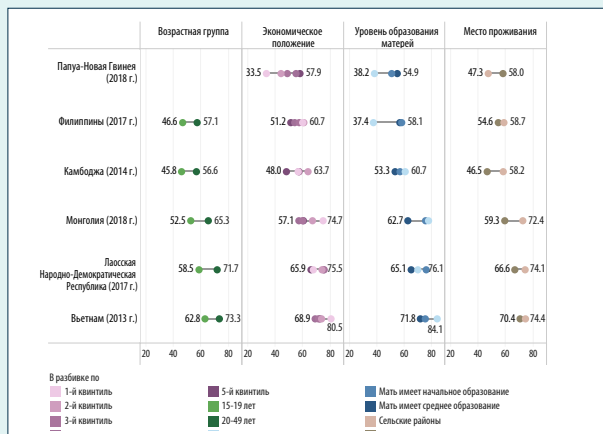 Возрастная группа
Экономическое
положение
Уровень образования
матерей
Место проживания
Папуа-Новая Гвинея
(2018 г.)
33.5 57.9 38.2 54.9 47.3 58.0
Филиппины (2017 г.)
46.6 57.1 51.2 60.7 37.4 58.1 54.6 58.7
Камбоджа (2014 г.)
45.8 56.6 48.0 63.7 53.3 60.7 46.5 58.2
Монголия (2018 г.)
52.5 65.3 57.1 74.7 62.7 59.3 72.4
Лаосская
Народно-Демократическая
Республика (2017 г.)
58.5 71.7 65.9 75.5 65.1 76.1 66.6 74.1
Вьетнам (2013 г.)
62.8 73.3 68.9 80.5 71.8 84.1 70.4 74.4
20 40 60 80 20 40 60 80 20 40 60 80 20 40 60 80
В разбивке по
1-й квинтиль
2-й квинтиль
3-й квинтиль
5-й квинтиль
15-19 лет
20-49 лет
Мать имеет начальное образование
Мать имеет среднее образование
Сельские районы